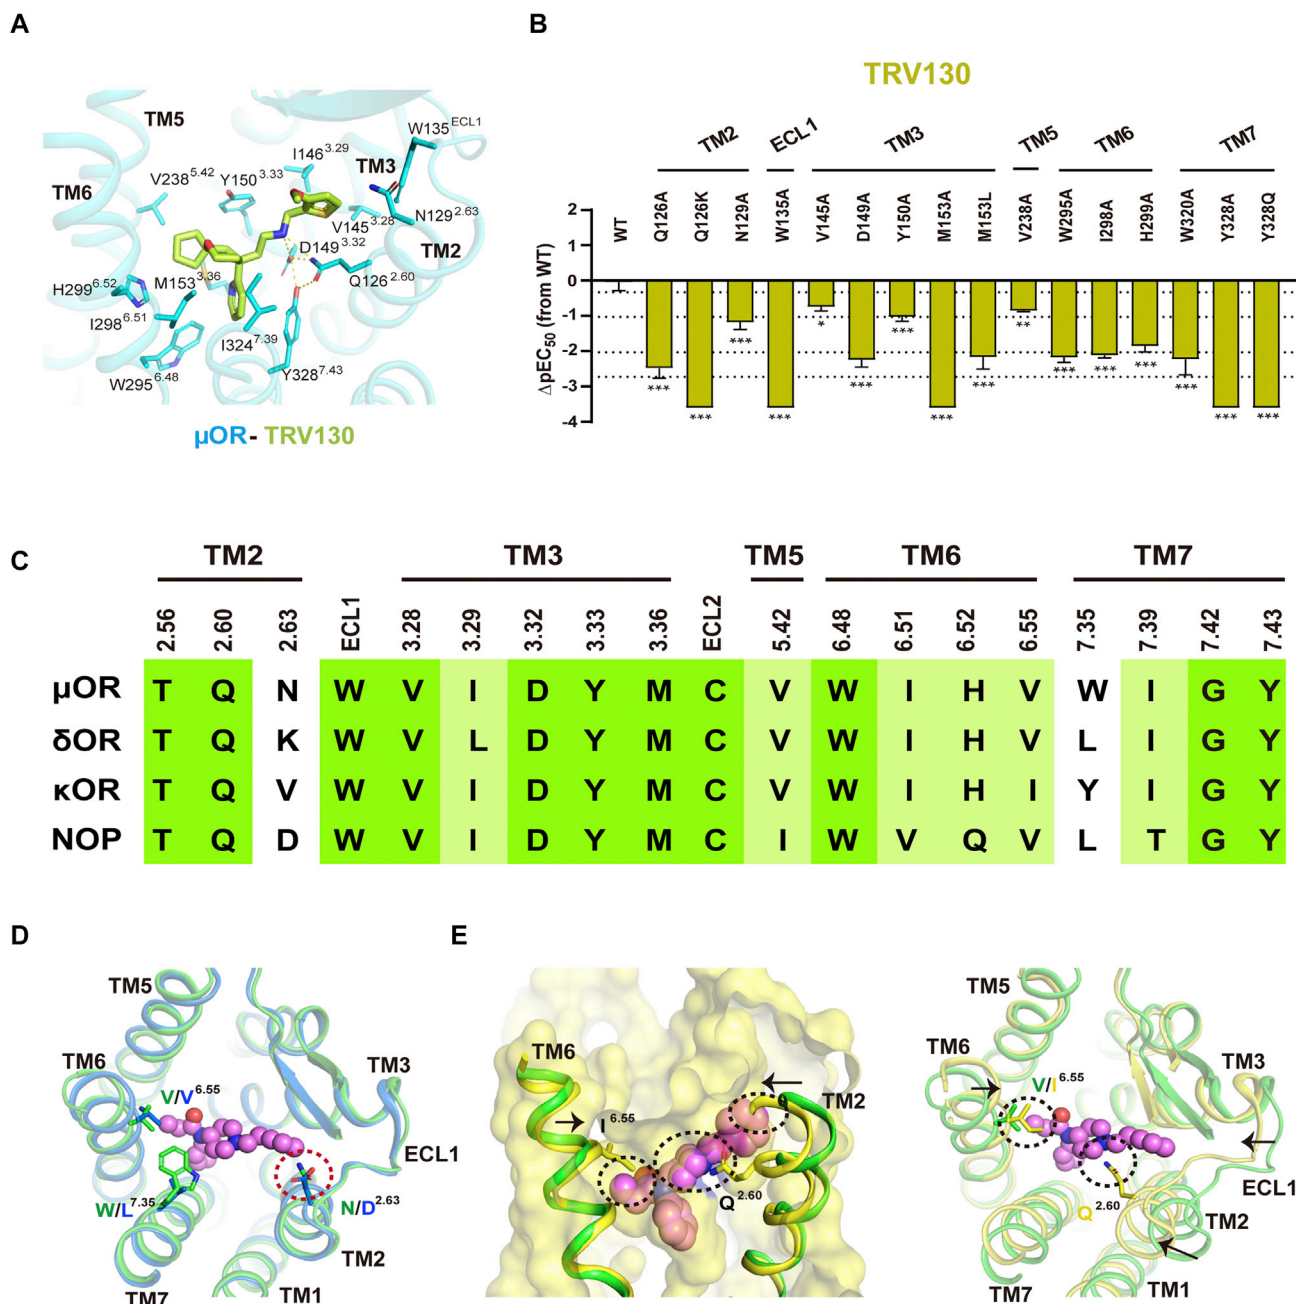 A
TM5
TM6
TM3
TM2
W135 ECL1
I146 3.29
V238 5.42
Y150 3.33
N129 2.63
V145 3.28
D149 3.32
Q126 2.60
H299 6.52
M153 3.36
I298 6.51
I324 7.39
W295 6.48
Y328 7.43
μOR - TRV130
B
TRV130
TM2 ECL1 TM3 TM5 TM6 TM7
WT Q126A Q126K N129A W135A V145A D149A Y150A M153A M153L V238A W295A I298A H299A W320A Y328A Y328Q
ΔpEC50 (from WT)
2
1
0
-1
-2
-3
-4
*** *** *** *** * *** *** *** *** ** *** *** *** *** *** ***
C
TM2 TM3 TM5 TM6 TM7
2.56 2.60 2.63 ECL1 3.28 3.29 3.32 3.33 3.36 ECL2 5.42 6.48 6.51 6.52 6.55 7.35 7.39 7.42 7.43
μOR T Q N W V I D Y M C V W I H V W I G Y
δOR T Q K W V L D Y M C V W I H V L I G Y
κOR T Q V W V I D Y M C V W I H I Y I G Y
NOP T Q D W V I D Y M C I W V Q V L T G Y
D
TM5
TM6
TM3
V/V 6.55
ECL1
W/L 7.35
N/D 2.63
TM2
TM7
TM1
E
TM6
TM2
I 6.55
Q 2.60
TM5
TM6
TM3
V/I 6.55
ECL1
Q 2.60
TM2
TM7
TM1